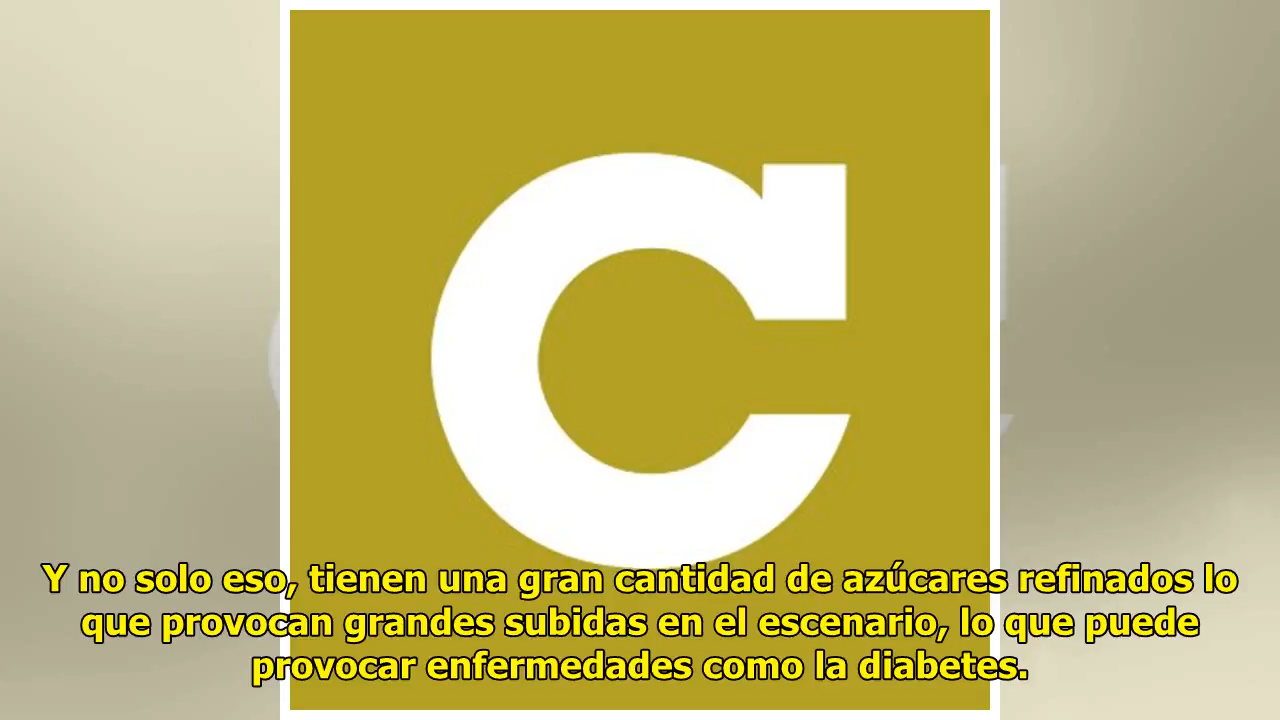 C
Y no solo eso, tienen una gran cantidad de azúcares refinados lo
que provocan grandes subidas en el escenario, lo que puede
provocar enfermedades como la diabetes.